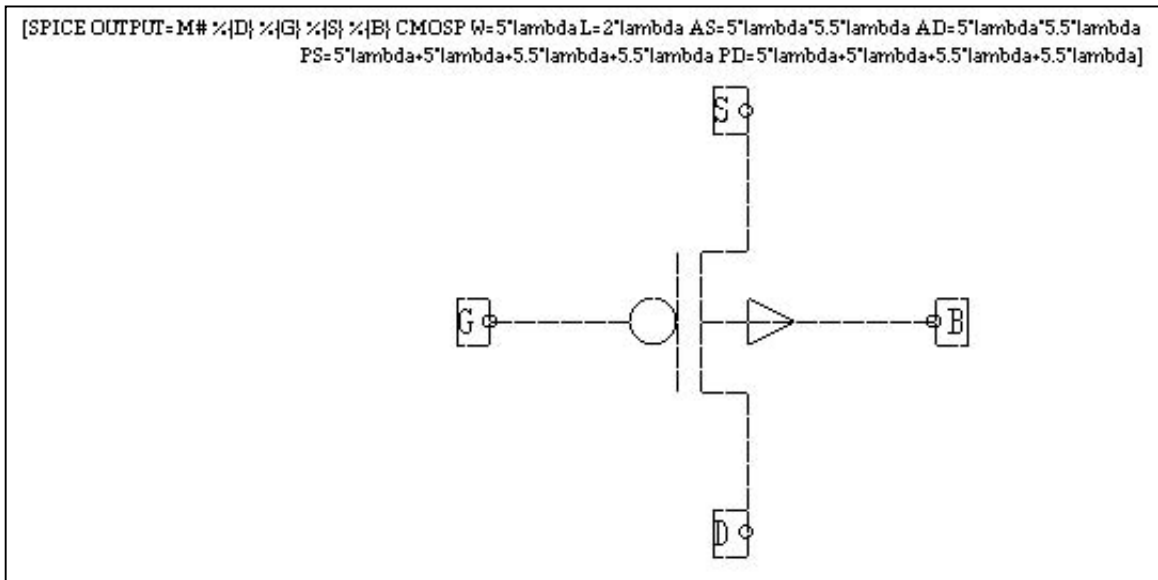 [SPICE OUTPUT=M# %{D} %{G} %{S} %{B} CMOSP W=5*lambda L=2*lambda AS=5*lambda*5.5*lambda AD=5*lambda*5.5*lambda
PS=5*lambda+5*lambda+5.5*lambda+5.5*lambda PD=5*lambda+5*lambda+5.5*lambda+5.5*lambda]
S
G
B
D